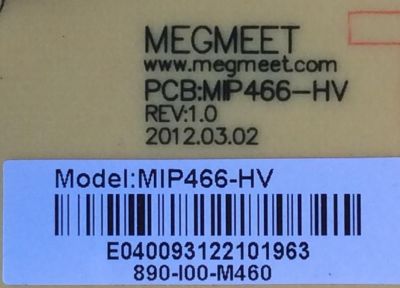 MEGMEET
www.megmeet.com
PCB:MIP466-HV
REV:1.0
2012.03.02
Model:MIP466-HV
E040093122101963
890-I00-M460